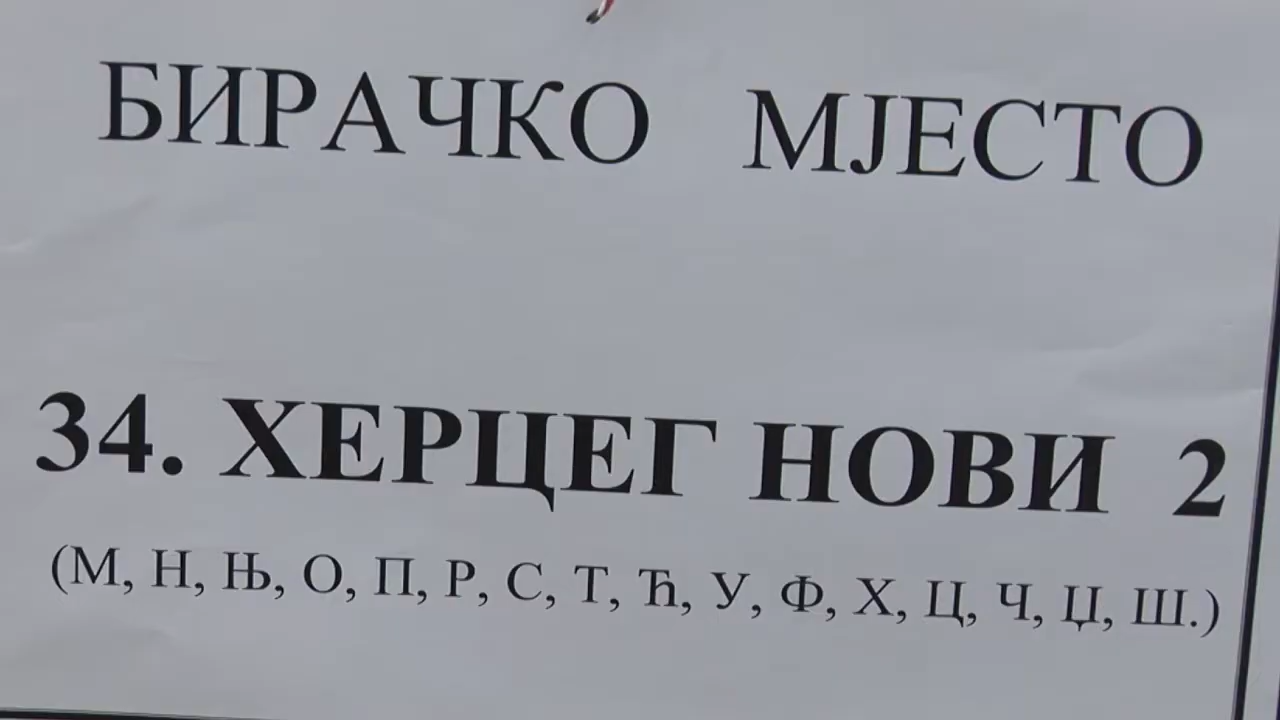 БИРАЧКО МЈЕСТО
34. ХЕРЦЕГ НОВИ 2
(М, Н, Њ, О, П, Р, С, Т, Ћ, У, Ф, Х, Ц, Ч, Џ, Ш.)